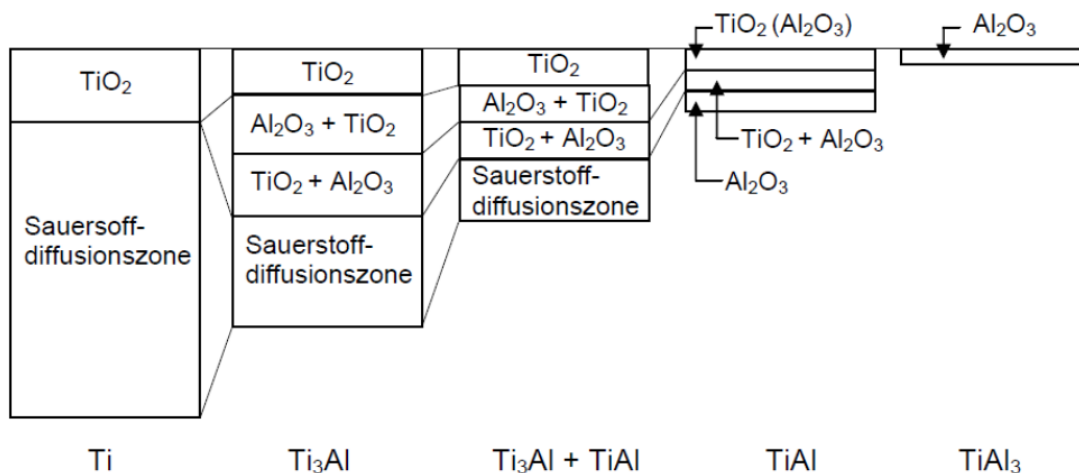 TiO₂ (Al₂O₃)
Al₂O₃
TiO₂
TiO₂
TiO₂
Al₂O₃ + TiO₂
Al₂O₃ + TiO₂
TiO₂ + Al₂O₃
TiO₂ + Al₂O₃
TiO₂ + Al₂O₃
Al₂O₃
Sauersoff-
diffusionszone
Sauerstoff-
diffusionszone
Sauerstoff-
diffusionszone
Ti
Ti₃Al
Ti₃Al + TiAl
TiAl
TiAl₃